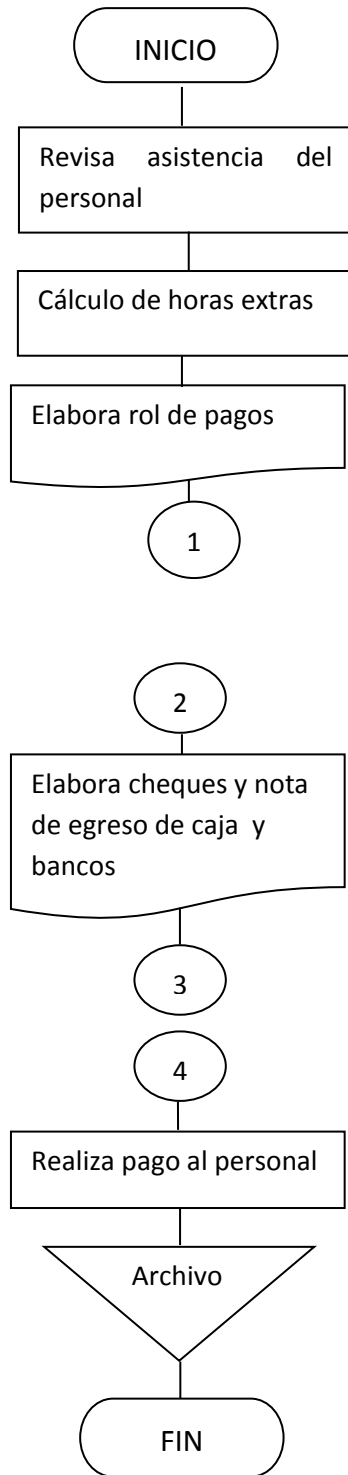 INICIO
Revisa asistencia del
personal
Cálculo de horas extras
Elabora rol de pagos
1
2
Elabora cheques y nota
de egreso de caja y
bancos
3
4
Realiza pago al personal
Archivo
FIN